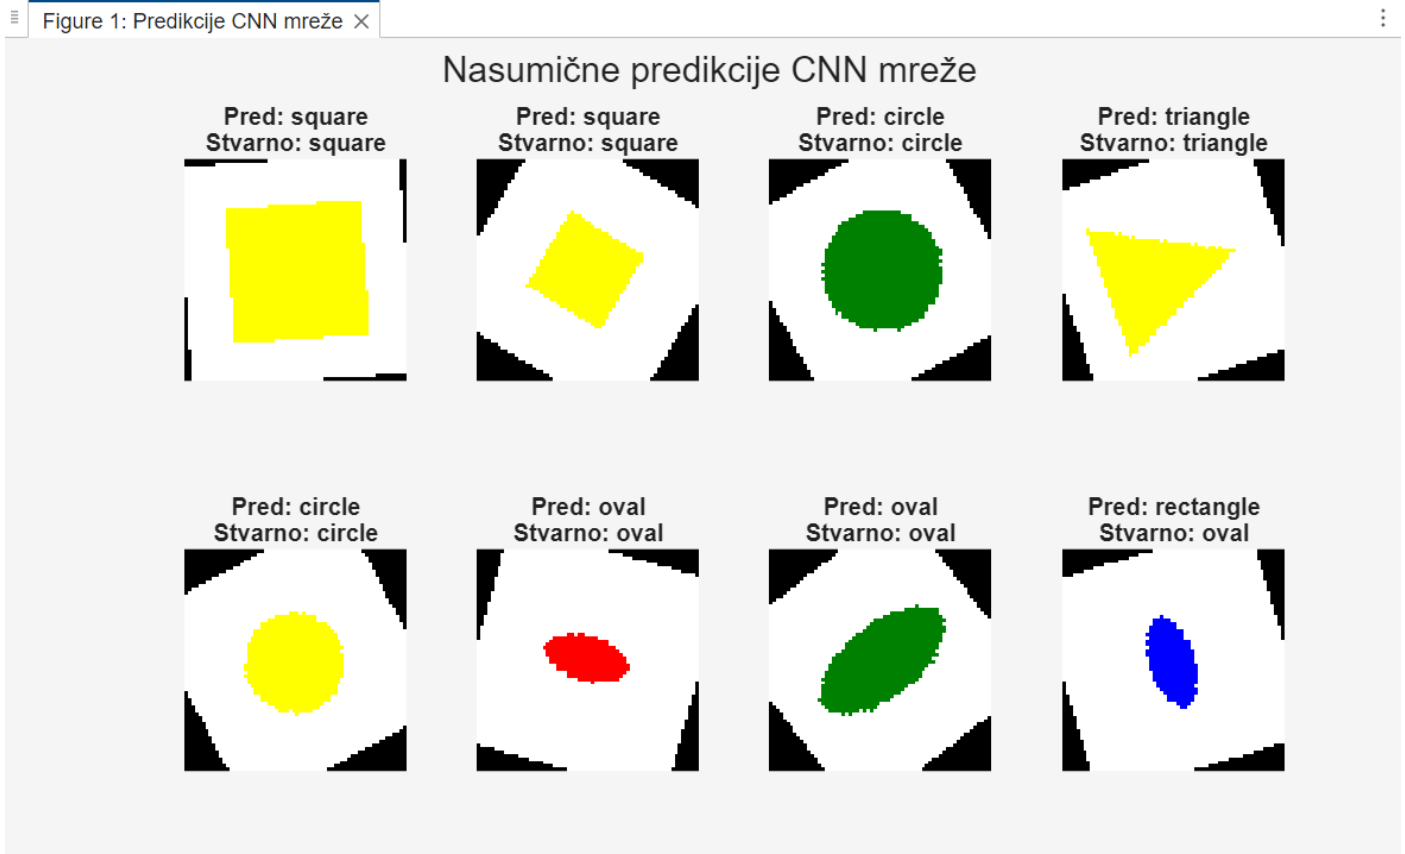 Figure 1: Predikcije CNN mreže
Nasumične predikcije CNN mreže
Pred: square
Stvarno: square
Pred: square
Stvarno: square
Pred: circle
Stvarno: circle
Pred: triangle
Stvarno: triangle
Pred: circle
Stvarno: circle
Pred: oval
Stvarno: oval
Pred: oval
Stvarno: oval
Pred: rectangle
Stvarno: oval